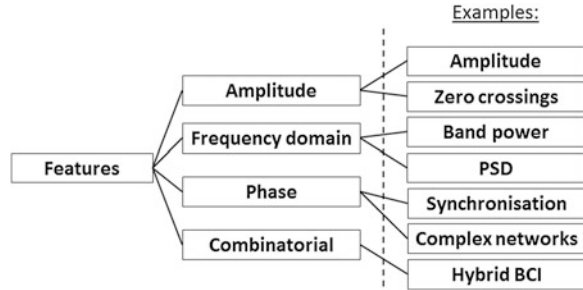 Examples:
Amplitude
Amplitude
Zero crossings
Frequency domain
Band power
PSD
Features
Phase
Synchronisation
Complex networks
Combinatorial
Hybrid BCI